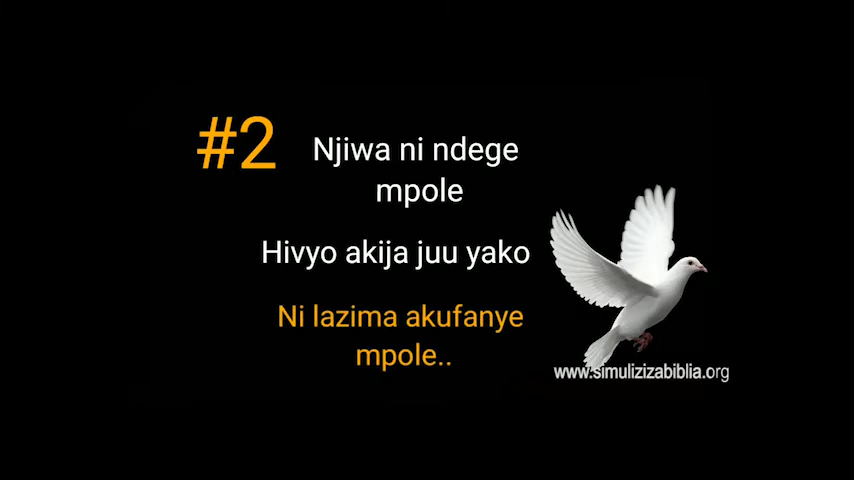 #2
Njiwa ni ndege
mpole
Hivyo akija juu yako
Ni lazima akufanye
mpole..
www.simulizizabiblia.org